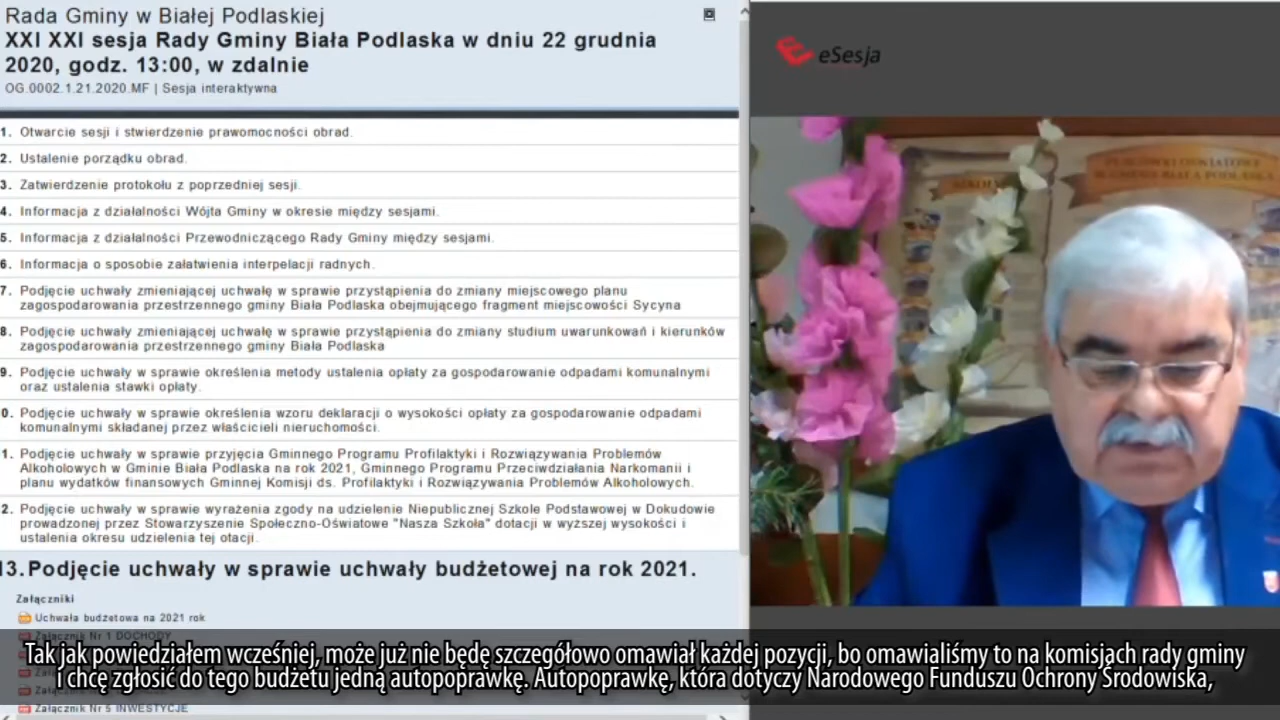 Rada Gminy w Białej Podlaskiej
XXI XXI sesja Rady Gminy Biała Podlaska w dniu 22 grudnia
2020, godz. 13:00, w zdalnie
OG.0002.1.21.2020.MF | Sesja interaktywna
1. Otwarcie sesji i stwierdzenie prawomocności obrad.
2. Ustalenie porządku obrad.
3. Zatwierdzenie protokołu z poprzedniej sesji.
4. Informacja z działalności Wójta Gminy w okresie między sesjami.
5. Informacja z działalności Przewodniczącego Rady Gminy między sesjami.
6. Informacja o sposobie załatwienia interpelacji radnych.
7. Podjęcie uchwały zmieniającej uchwałę w sprawie przystąpienia do zmiany miejscowego planu
zagospodarowania przestrzennego gminy Biała Podlaska obejmującego fragment miejscowości Sycyna
8. Podjęcie uchwały zmieniającej uchwałę w sprawie przystąpienia do zmiany studium uwarunkowań i kierunków
zagospodarowania przestrzennego gminy Biała Podlaska
9. Podjęcie uchwały w sprawie określenia metody ustalenia opłaty za gospodarowanie odpadami komunalnymi
oraz ustalenia stawki opłaty.
0. Podjęcie uchwały w sprawie określenia wzoru deklaracji o wysokości opłaty za gospodarowanie odpadami
komunalnymi składanej przez właścicieli nieruchomości.
1. Podjęcie uchwały w sprawie przyjęcia Gminnego Programu Profilaktyki i Rozwiązywania Problemów
Alkoholowych w Gminie Biała Podlaska na rok 2021, Gminnego Programu Przeciwdziałania Narkomanii i
planu wydatków finansowych Gminnej Komisji ds. Profilaktyki i Rozwiązywania Problemów Alkoholowych.
2. Podjęcie uchwały w sprawie wyrażenia zgody na udzielenie Niepublicznej Szkole Podstawowej w Dokudowie
prowadzonej przez Stowarzyszenie Społeczno-Oświatowe "Nasza Szkoła" dotacji w wyższej wysokości i
ustalenia okresu udzielenia tej otacji.
13. Podjęcie uchwały w sprawie uchwały budżetowej na rok 2021.
Załączniki
Uchwała budżetowa na 2021 rok
Załącznik Nr 1 DOCHODY
Załącznik Nr 5 INWESTYCJE
eSesja
PLACÓWKI OŚWIATOWE
W GMINIE BIAŁA PODLASKA
Tak jak powiedziałem wcześniej, może już nie będę szczegółowo omawiał każdej pozycji, bo omawialiśmy to na komisjach rady gminy
i chcę zgłosić do tego budżetu jedną autopoprawkę. Autopoprawkę, która dotyczy Narodowego Funduszu Ochrony Środowiska,